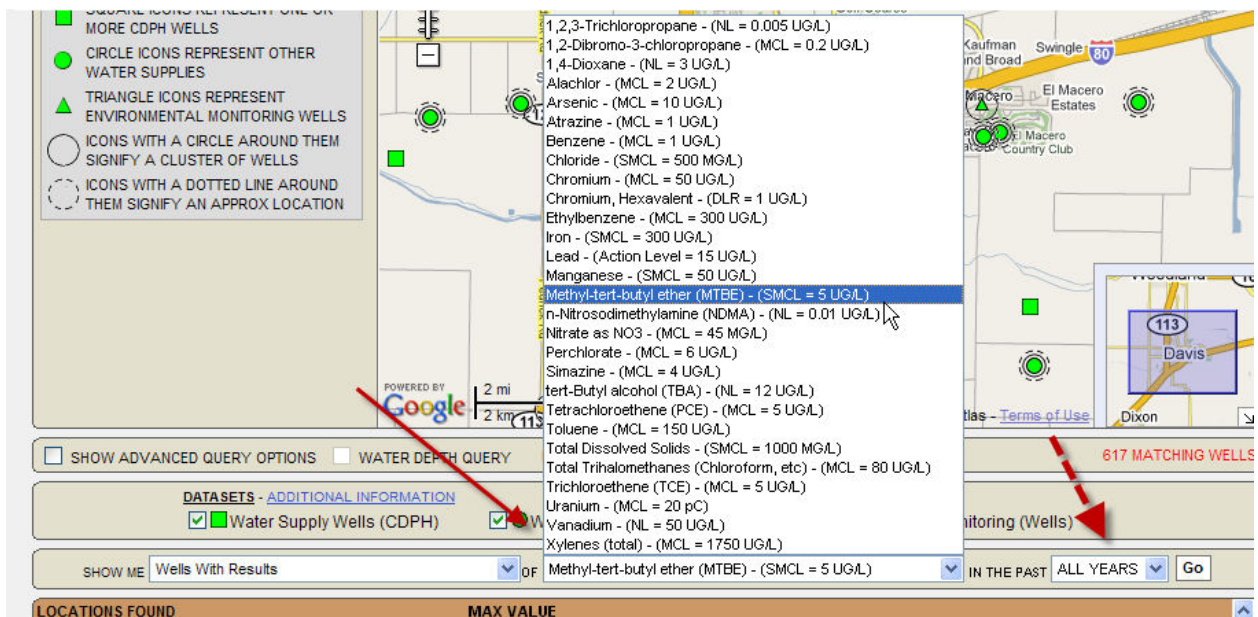 SQUARE ICONS REPRESENT ONE OR
MORE CDPH WELLS
CIRCLE ICONS REPRESENT OTHER
WATER SUPPLIES
TRIANGLE ICONS REPRESENT
ENVIRONMENTAL MONITORING WELLS
ICONS WITH A CIRCLE AROUND THEM
SIGNIFY A CLUSTER OF WELLS
ICONS WITH A DOTTED LINE AROUND
THEM SIGNIFY AN APPROX LOCATION
1,2,3-Trichloropropane - (NL = 0.005 UG/L)
1,2-Dibromo-3-chloropropane - (MCL = 0.2 UG/L)
1,4-Dioxane - (NL = 3 UG/L)
Alachlor - (MCL = 2 UG/L)
Arsenic - (MCL = 10 UG/L)
Atrazine - (MCL = 1 UG/L)
Benzene - (MCL = 1 UG/L)
Chloride - (SMCL = 500 MG/L)
Chromium - (MCL = 50 UG/L)
Chromium, Hexavalent - (DLR = 1 UG/L)
Ethylbenzene - (MCL = 300 UG/L)
Iron - (SMCL = 300 UG/L)
Lead - (Action Level = 15 UG/L)
Manganese - (SMCL = 50 UG/L)
Methyl-tert-butyl ether (MTBE) - (SMCL = 5 UG/L)
n-Nitrosodimethylamine (NDMA) - (NL = 0.01 UG/L)
Nitrate as NO3 - (MCL = 45 MG/L)
Perchlorate - (MCL = 6 UG/L)
Simazine - (MCL = 4 UG/L)
tert-Butyl alcohol (TBA) - (NL = 12 UG/L)
Tetrachloroethene (PCE) - (MCL = 5 UG/L)
Toluene - (MCL = 150 UG/L)
Total Dissolved Solids - (SMCL = 1000 MG/L)
Total Trihalomethanes (Chloroform, etc) - (MCL = 80 UG/L)
Trichloroethene (TCE) - (MCL = 5 UG/L)
Uranium - (MCL = 20 pC)
Vanadium - (NL = 50 UG/L)
Xylenes (total) - (MCL = 1750 UG/L)
Kaufman
nd Broad
Swingle
80
Macero
El Macero
Estates
El Macero
Country Club
Woodland
113
Davis
Dixon
POWERED BY
Google
2 mi
2 km
113
tlas - Terms of Use
SHOW ADVANCED QUERY OPTIONS WATER DEPTH QUERY 617 MATCHING WELLS
DATASETS - ADDITIONAL INFORMATION
Water Supply Wells (CDPH) W nitoring (Wells)
SHOW ME Wells With Results OF Methyl-tert-butyl ether (MTBE) - (SMCL = 5 UG/L) IN THE PAST ALL YEARS Go
LOCATIONS FOUND MAX VALUE